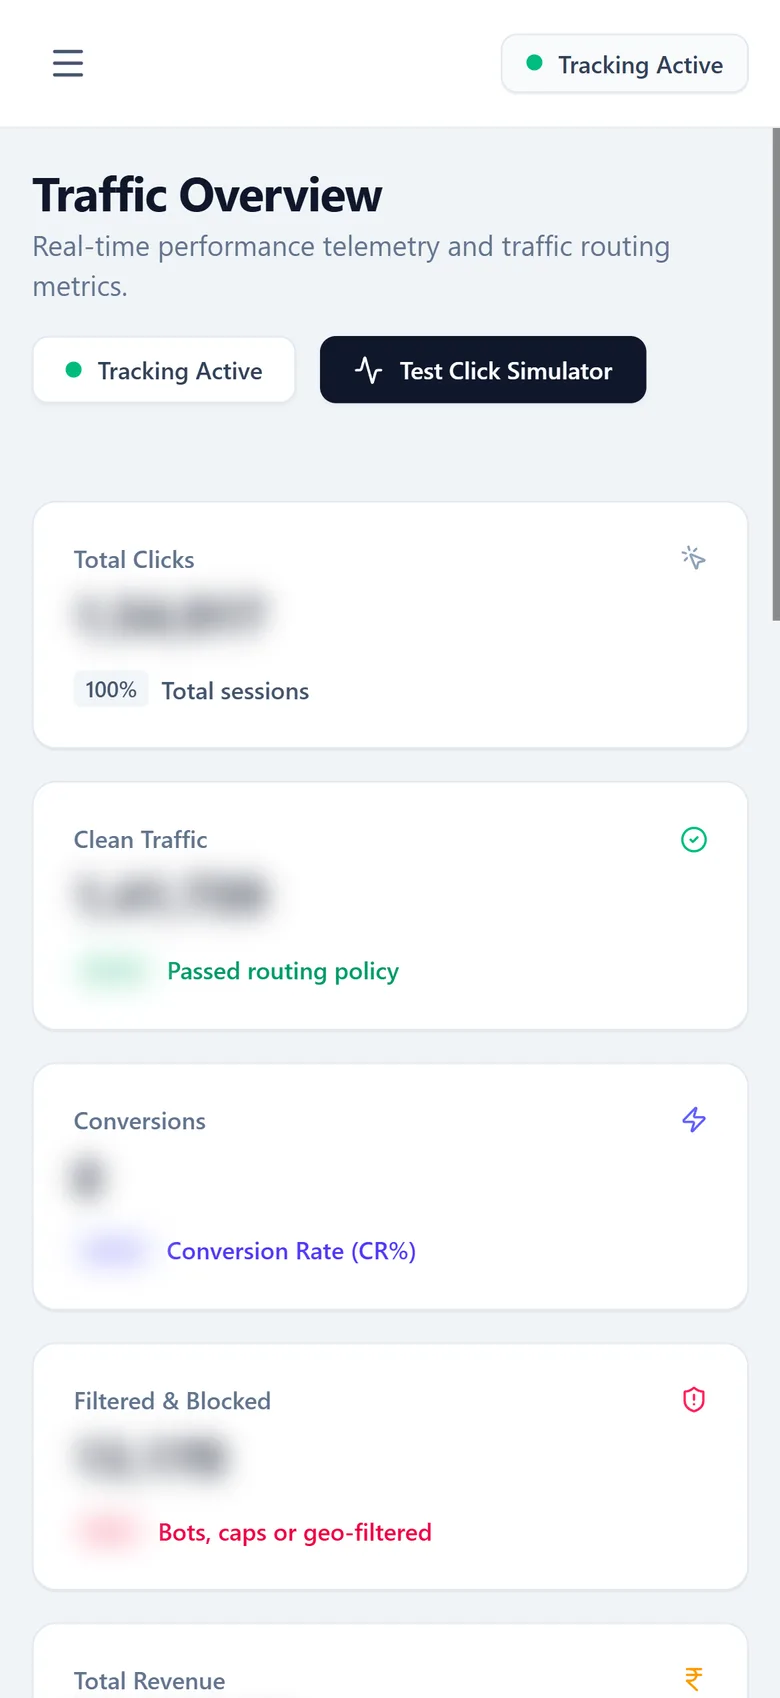 Tracking Active
Traffic Overview
Real-time performance telemetry and traffic routing
metrics.
Tracking Active
Test Click Simulator
Total Clicks
100% Total sessions
Clean Traffic
Passed routing policy
Conversions
Conversion Rate (CR%)
Filtered & Blocked
Bots, caps or geo-filtered
Total Revenue
₹